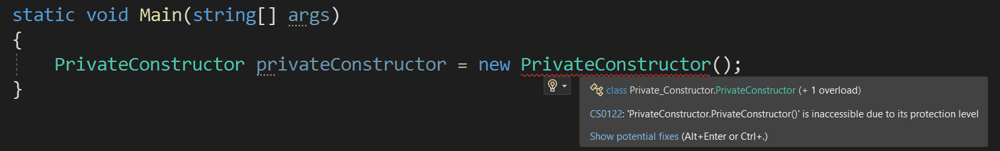 static void Main(string[] args)
{
PrivateConstructor privateConstructor = new PrivateConstructor();
}
class Private_Constructor.PrivateConstructor (+ 1 overload)
CS0122: 'PrivateConstructor.PrivateConstructor()' is inaccessible due to its protection level
Show potential fixes (Alt+Enter or Ctrl+.)